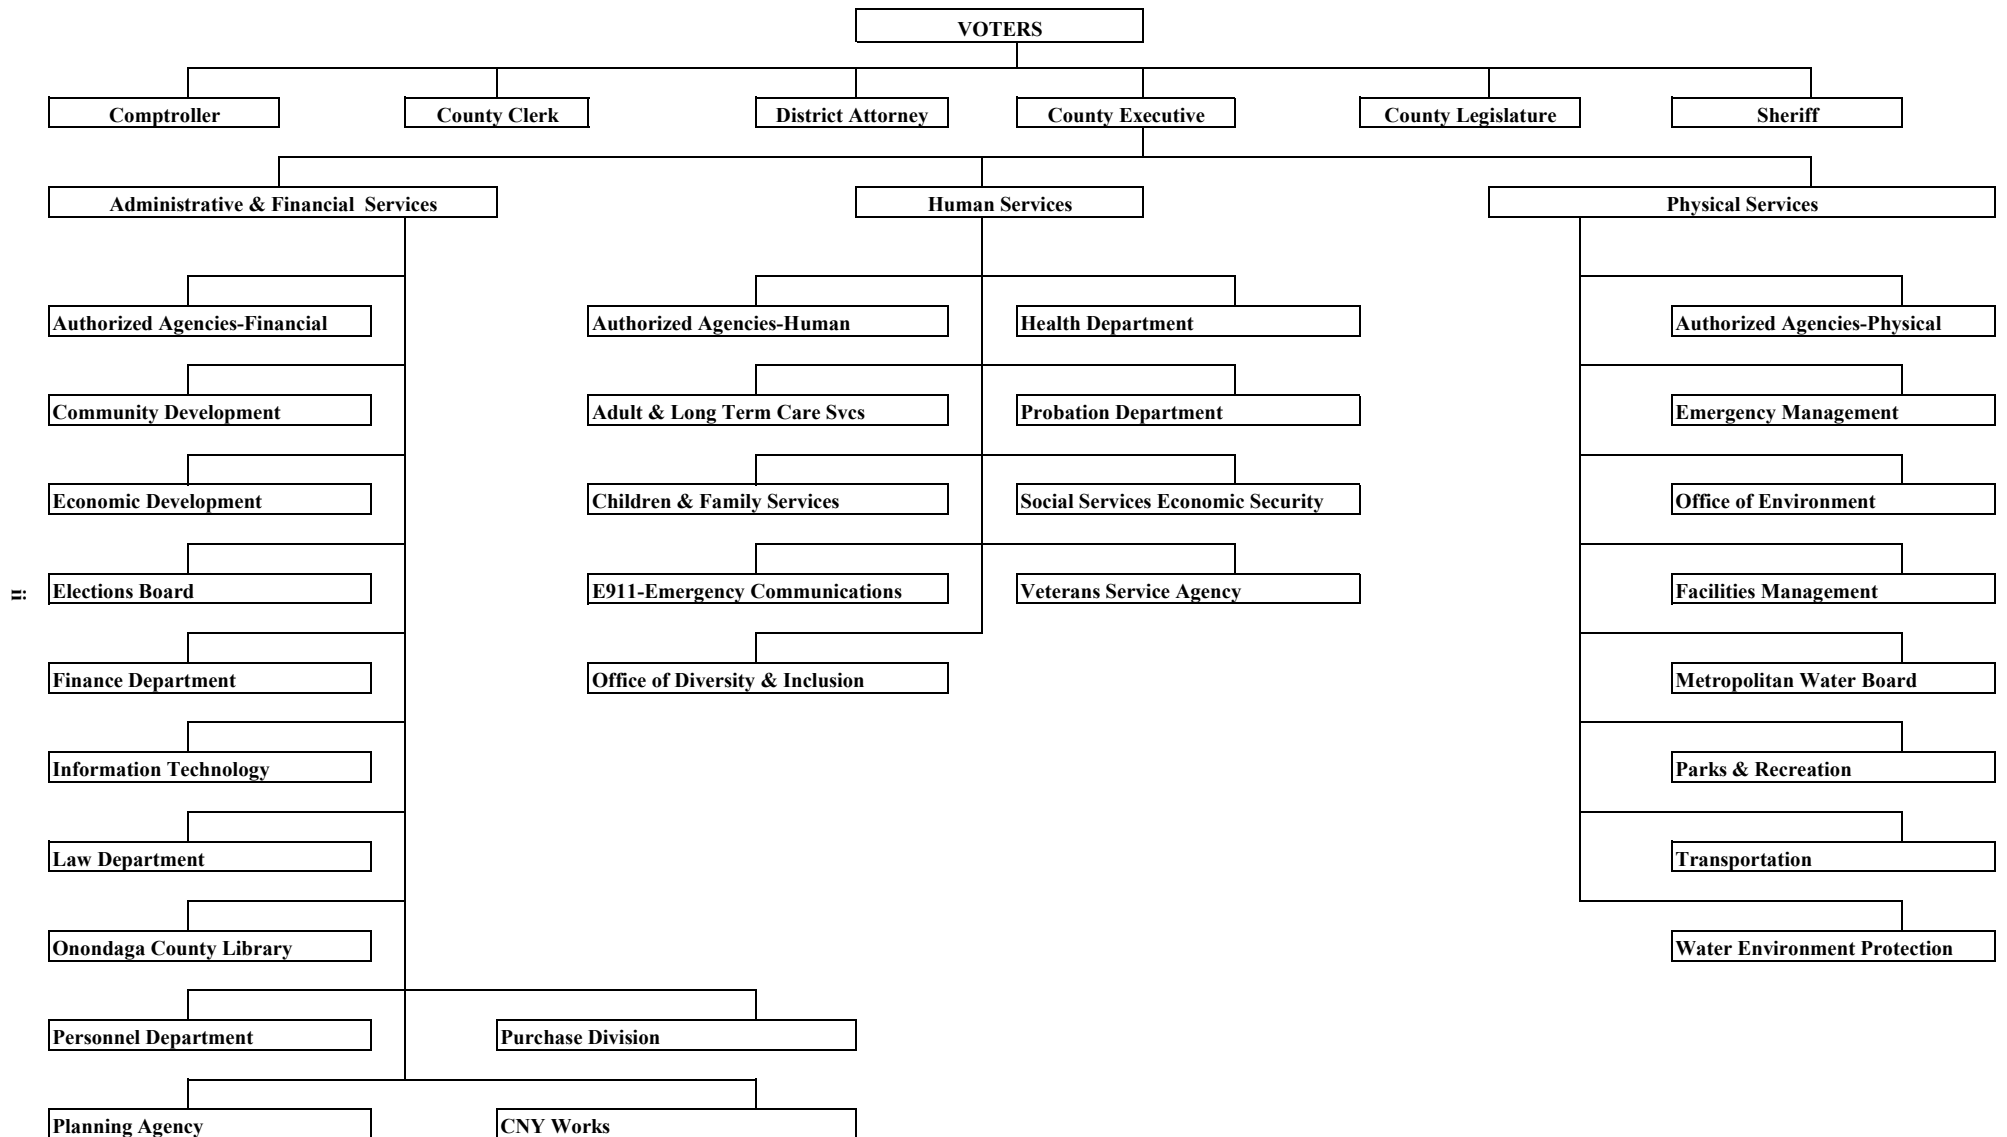 VOTERS
Comptroller
County Clerk
District Attorney
County Executive
County Legislature
Sheriff
Administrative & Financial Services
Human Services
Physical Services
Authorized Agencies-Financial
Authorized Agencies-Human
Health Department
Authorized Agencies-Physical
Community Development
Adult & Long Term Care Svcs
Probation Department
Emergency Management
Economic Development
Children & Family Services
Social Services Economic Security
Office of Environment
ii
Elections Board
E911-Emergency Communications
Veterans Service Agency
Facilities Management
Finance Department
Office of Diversity & Inclusion
Metropolitan Water Board
Information Technology
Parks & Recreation
Law Department
Transportation
Onondaga County Library
Water Environment Protection
Personnel Department
Purchase Division
Planning Agency
CNY Works